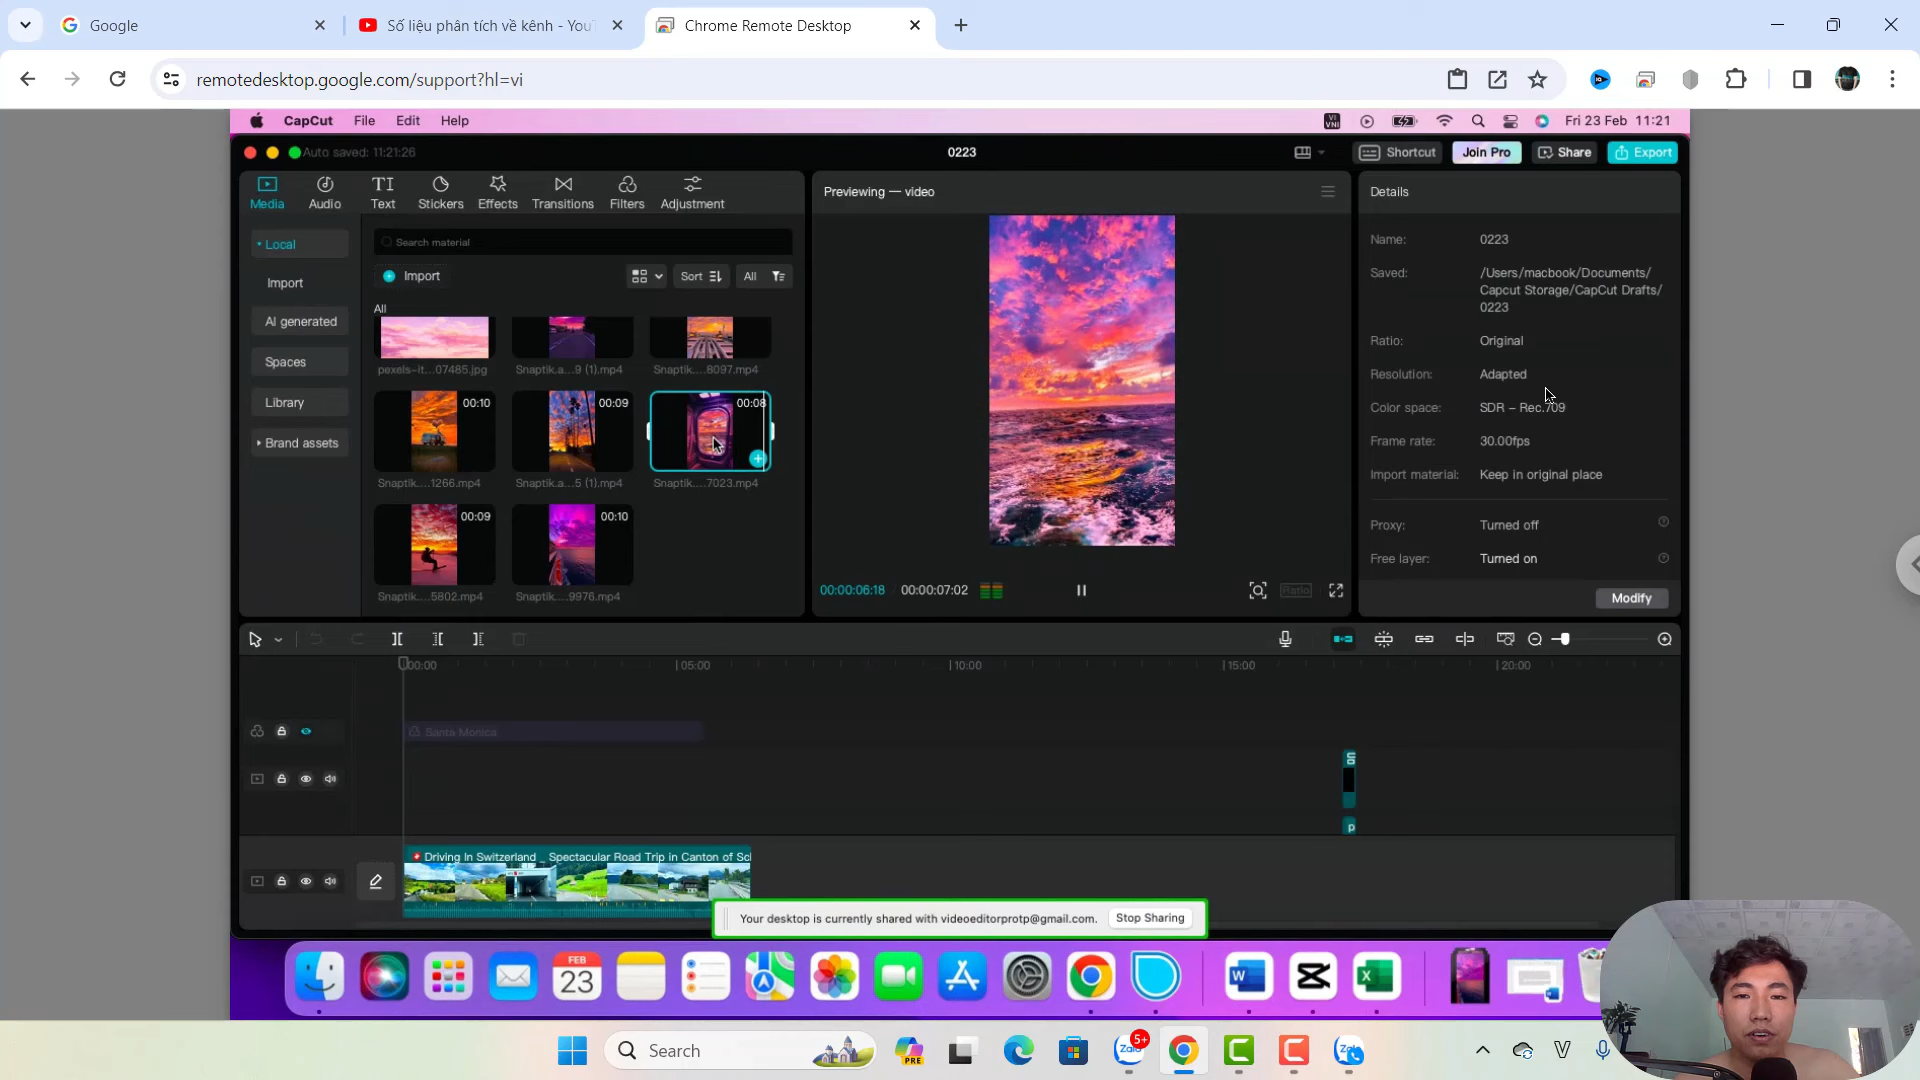 Google
Số liệu phân tích về kênh - You
Chrome Remote Desktop
remotedesktop.google.com/support?hl=vi
CapCut File Edit Help
VI
VNI
Fri 23 Feb 11:21
Auto saved: 11:21:26
0223
Shortcut
Join Pro
Share
Export
Media
Audio
TI
Text
Stickers
Effects
Transitions
Filters
Adjustment
Local
Import
AI generated
Spaces
Library
Brand assets
Search material
Import
Sort
All
All
pexels-it...07485.jpg
Snaptik.a...9 (1).mp4
Snaptik....8097.mp4
00:10
00:09
00:08
Snaptik....1266.mp4
Snaptik.a...5 (1).mp4
Snaptik....7023.mp4
00:09
00:10
Snaptik....5802.mp4
Snaptik....9976.mp4
Previewing — video
00:00:06:18
00:00:07:02
Ratio
Details
Name: 0223
Saved: /Users/macbook/Documents/
Capcut Storage/CapCut Drafts/
0223
Ratio: Original
Resolution: Adapted
Color space: SDR – Rec.709
Frame rate: 30.00fps
Import material: Keep in original place
Proxy: Turned off
Free layer: Turned on
Modify
00:00
05:00
10:00
15:00
20:00
Santa Monica
p
Driving In Switzerland _ Spectacular Road Trip in Canton of Sc
Your desktop is currently shared with videoeditorprotp@gmail.com.
Stop Sharing
FEB
23
W
X
Search
PRE
Zalo
5+
C
C
V